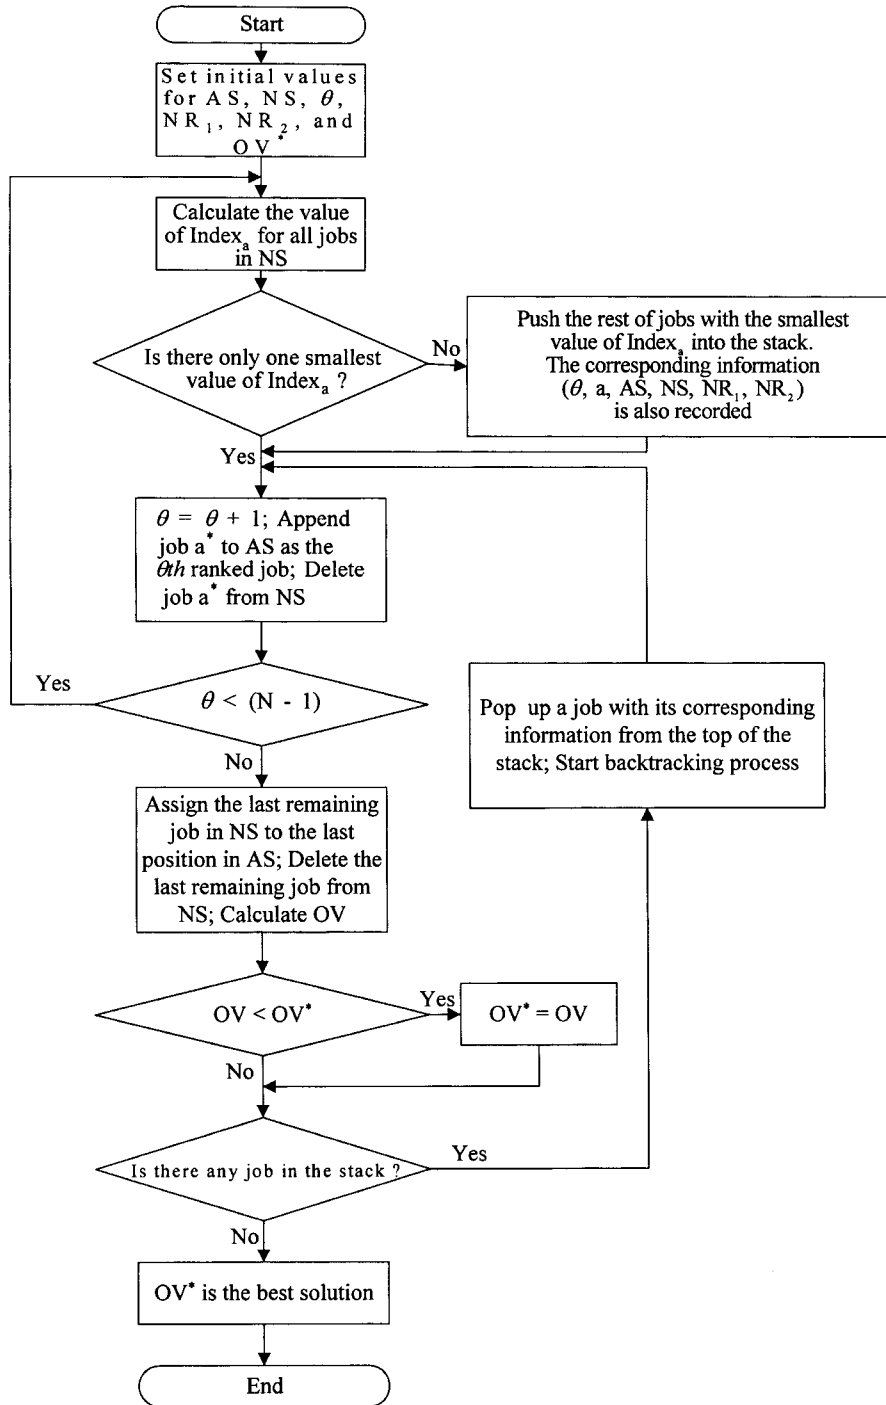 Start
Set initial values
for AS, NS, θ,
NR₁, NR₂, and
OV*
Calculate the value
of Indexₐ for all jobs
in NS
Is there only one smallest
value of Indexₐ ?
No
Push the rest of jobs with the smallest
value of Indexₐ into the stack.
The corresponding information
(θ, a, AS, NS, NR₁, NR₂)
is also recorded
Yes
θ = θ + 1; Append
job a* to AS as the
θth ranked job; Delete
job a* from NS
Yes
θ < (N - 1)
No
Pop up a job with its corresponding
information from the top of the
stack; Start backtracking process
Assign the last remaining
job in NS to the last
position in AS; Delete the
last remaining job from
NS; Calculate OV
OV < OV*
Yes
OV* = OV
No
Is there any job in the stack ?
Yes
No
OV* is the best solution
End